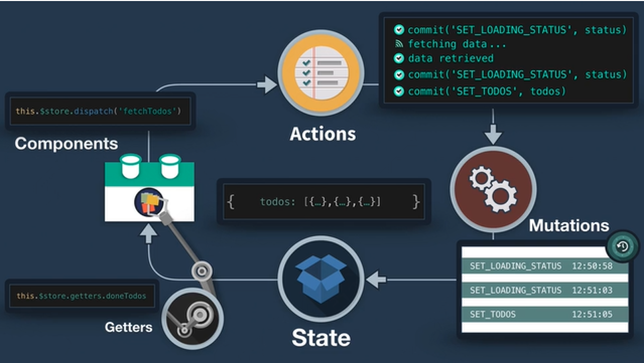 commit('SET_LOADING_STATUS', status)
fetching data...
data retrieved
commit('SET_LOADING_STATUS', status)
commit('SET_TODOS', todos)
this.$store.dispatch('fetchTodos')
Actions
Components
{ todos: [{…},{…},{…}] }
Mutations
SET_LOADING_STATUS 12:50:58
SET_LOADING_STATUS 12:51:03
SET_TODOS 12:51:05
this.$store.getters.doneTodos
Getters
State